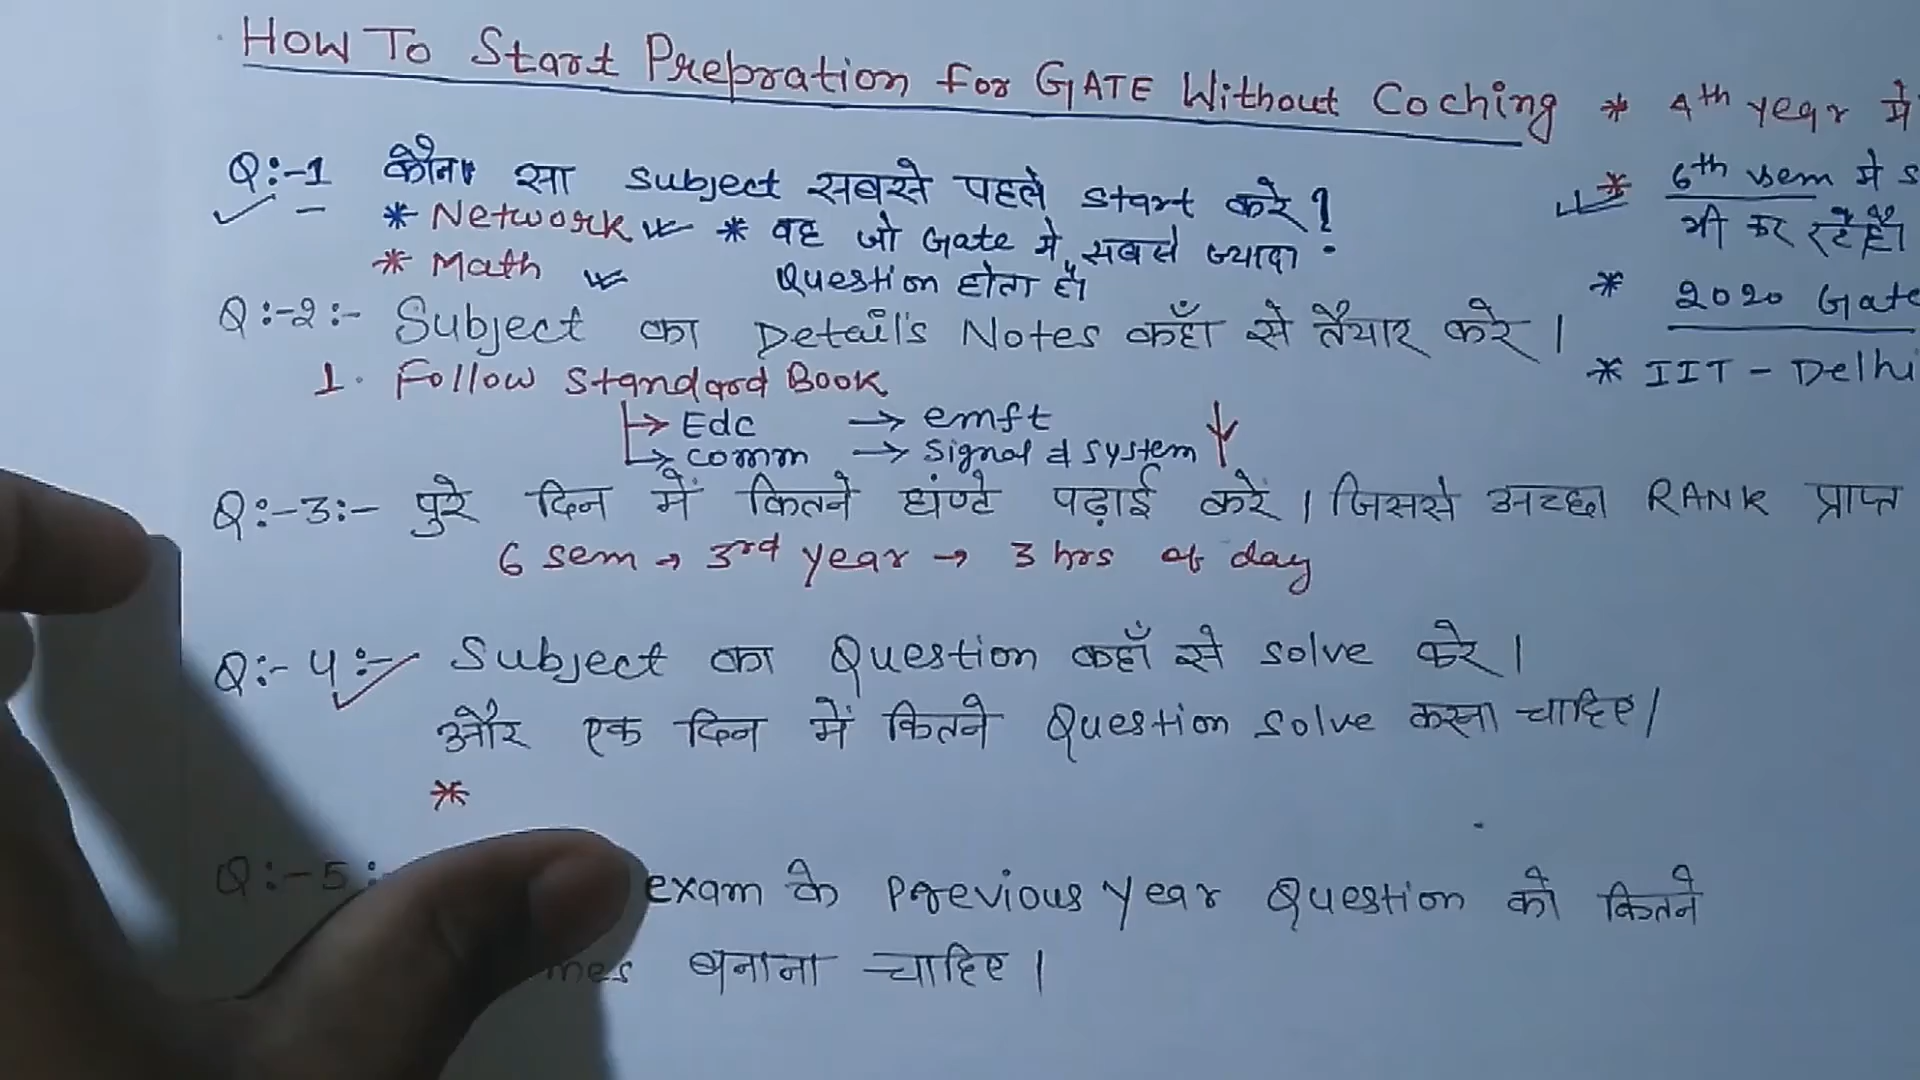 How To Start Prepration for GATE Without Coching * 4th year में
Q:-1 कौन सा subject सबसे पहले start करे ?
* 6th sem में s
* Network * वह जो Gate मे सबसे ज्यादा
भी कर रहे है।
* Math Question होता है।
* 2020 Gate
Q:-2:- Subject का Detail's Notes कहाँ से तैयार करे ।
* IIT - Delhi
1. Follow Standard Book
→ Edc → emft
→ comm → Signal & System
Q:-3:- पुरे दिन में कितने घंण्टे पढ़ाई करें । जिससे अच्छा RANK प्राप्त
6 sem → 3rd year → 3 hrs of day
Q:-4:- Subject का Question कहाँ से solve करे ।
और एक दिन में कितने Question solve करना चाहिए ।
*
Q:-5: exam के Previous Year Question को कितने
mes बनाना चाहिए ।